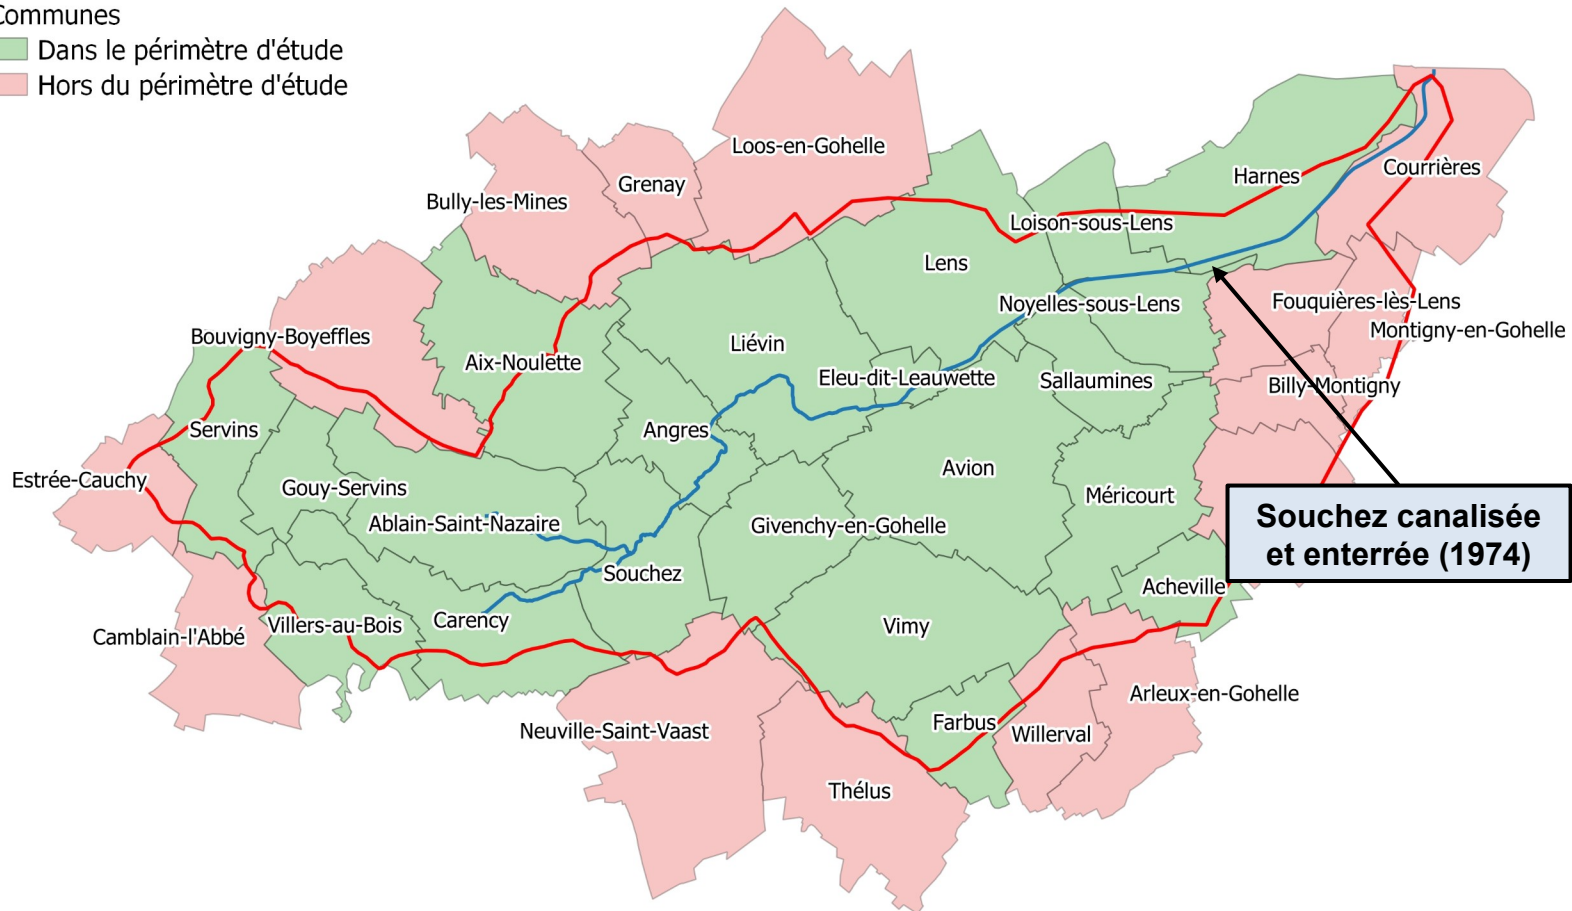 Communes
Dans le périmètre d'étude
Hors du périmètre d'étude
Loos-en-Gohelle
Grenay
Bully-les-Mines
Harnes
Courrières
Loison-sous-Lens
Lens
Noyelles-sous-Lens
Fouquières-lès-Lens
Montigny-en-Gohelle
Bouvigny-Boyeffles
Liévin
Aix-Noulette
Eleu-dit-Leauwette
Sallaumines
Billy-Montigny
Servins
Angres
Avion
Estrée-Cauchy
Gouy-Servins
Méricourt
Ablain-Saint-Nazaire
Givenchy-en-Gohelle
Souchez canalisée
et enterrée (1974)
Souchez
Acheville
Carency
Villers-au-Bois
Vimy
Camblain-l'Abbé
Arleux-en-Gohelle
Farbus
Willerval
Neuville-Saint-Vaast
Thélus